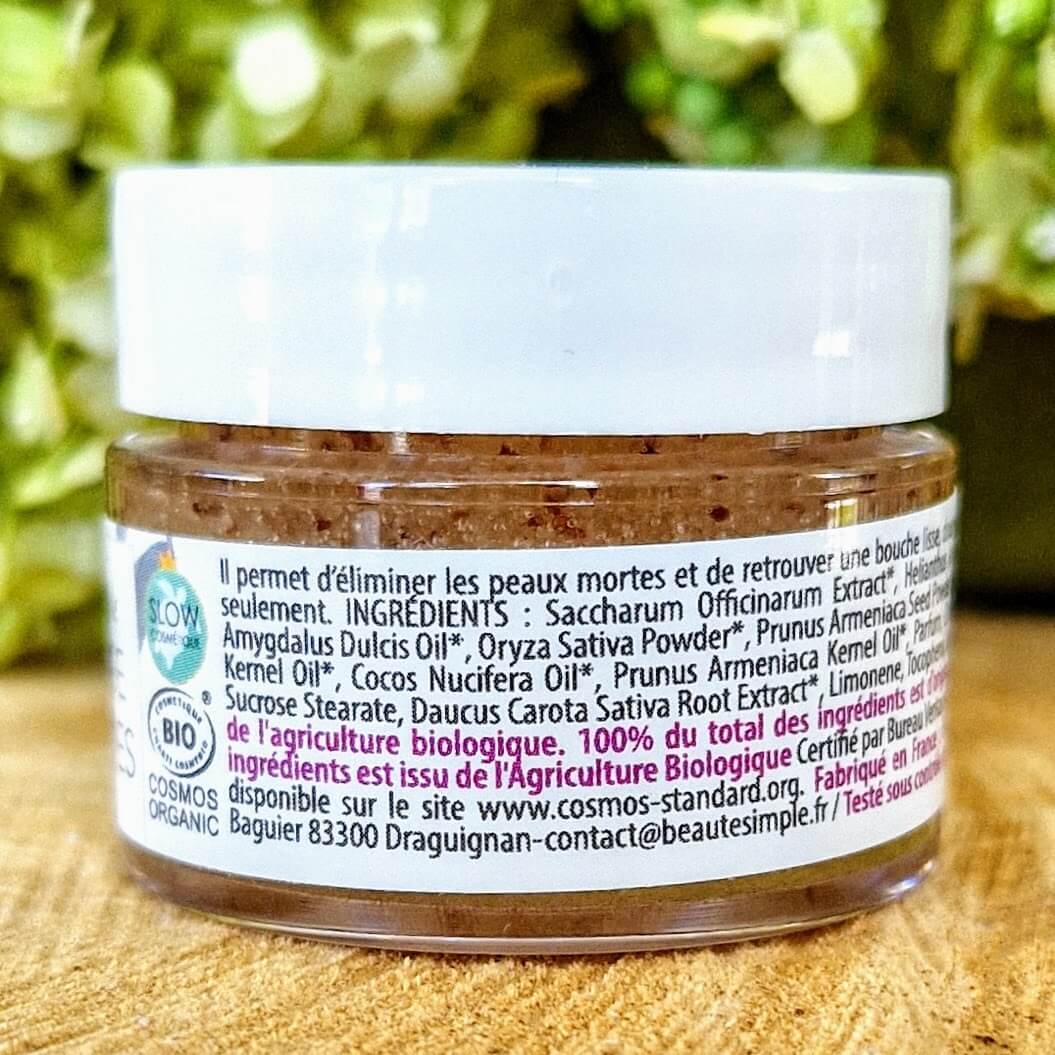 Il permet d'éliminer les peaux mortes et de retrouver une bouche lisse,
seulement. INGRÉDIENTS : Saccharum Officinarum Extract*, Helianthus
Amygdalus Dulcis Oil*, Oryza Sativa Powder*, Prunus Armeniaca Seed Powder
Kernel Oil*, Cocos Nucifera Oil*, Prunus Armeniaca Kernel Oil*, Parfum,
Sucrose Stearate, Daucus Carota Sativa Root Extract*, Limonene,
de l'agriculture biologique. 100% du total des ingrédients est
ingrédients est issu de l'Agriculture Biologique Certifié par Bureau
disponible sur le site www.cosmos-standard.org. Fabriqué en France
Baguier 83300 Draguignan-contact@beautesimple.fr / Testé sous
SLOW
COSMÉTIQUE
COSMETIQUE
BIO
®
COSMOS
ORGANIC